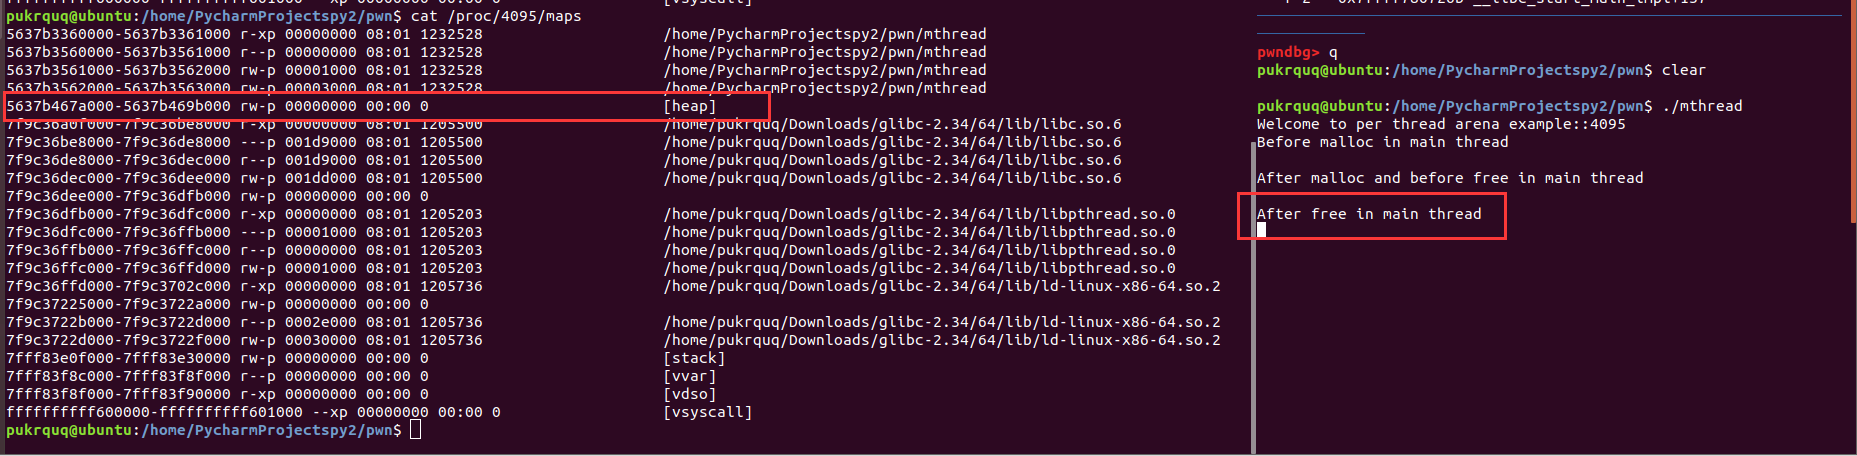 pukrquq@ubuntu:/home/PycharmProjectspy2/pwn$ cat /proc/4095/maps
5637b3360000-5637b3361000 r-xp 00000000 08:01 1232528 /home/PycharmProjectspy2/pwn/mthread
5637b3560000-5637b3561000 r--p 00000000 08:01 1232528 /home/PycharmProjectspy2/pwn/mthread
5637b3561000-5637b3562000 rw-p 00001000 08:01 1232528 /home/PycharmProjectspy2/pwn/mthread
5637b3562000-5637b3563000 rw-p 00003000 08:01 1232528 /home/PycharmProjectspy2/pwn/mthread
5637b467a000-5637b469b000 rw-p 00000000 00:00 0 [heap]
7f9c36a0f000-7f9c36be8000 r-xp 00000000 08:01 1205500 /home/pukrquq/Downloads/glibc-2.34/64/lib/libc.so.6
7f9c36be8000-7f9c36de8000 ---p 001d9000 08:01 1205500 /home/pukrquq/Downloads/glibc-2.34/64/lib/libc.so.6
7f9c36de8000-7f9c36dec000 r--p 001d9000 08:01 1205500 /home/pukrquq/Downloads/glibc-2.34/64/lib/libc.so.6
7f9c36dec000-7f9c36dee000 rw-p 001dd000 08:01 1205500 /home/pukrquq/Downloads/glibc-2.34/64/lib/libc.so.6
7f9c36dee000-7f9c36dfb000 rw-p 00000000 00:00 0
7f9c36dfb000-7f9c36dfc000 r-xp 00000000 08:01 1205203 /home/pukrquq/Downloads/glibc-2.34/64/lib/libpthread.so.0
7f9c36dfc000-7f9c36ffb000 ---p 00001000 08:01 1205203 /home/pukrquq/Downloads/glibc-2.34/64/lib/libpthread.so.0
7f9c36ffb000-7f9c36ffc000 r--p 00000000 08:01 1205203 /home/pukrquq/Downloads/glibc-2.34/64/lib/libpthread.so.0
7f9c36ffc000-7f9c36ffd000 rw-p 00001000 08:01 1205203 /home/pukrquq/Downloads/glibc-2.34/64/lib/libpthread.so.0
7f9c36ffd000-7f9c3702c000 r-xp 00000000 08:01 1205736 /home/pukrquq/Downloads/glibc-2.34/64/lib/ld-linux-x86-64.so.2
7f9c37225000-7f9c3722a000 rw-p 00000000 00:00 0
7f9c3722b000-7f9c3722d000 r--p 0002e000 08:01 1205736 /home/pukrquq/Downloads/glibc-2.34/64/lib/ld-linux-x86-64.so.2
7f9c3722d000-7f9c3722f000 rw-p 00030000 08:01 1205736 /home/pukrquq/Downloads/glibc-2.34/64/lib/ld-linux-x86-64.so.2
7fff83e0f000-7fff83e30000 rw-p 00000000 00:00 0 [stack]
7fff83f8c000-7fff83f8f000 r--p 00000000 00:00 0 [vvar]
7fff83f8f000-7fff83f90000 r-xp 00000000 00:00 0 [vdso]
ffffffffff600000-ffffffffff601000 --xp 00000000 00:00 0 [vsyscall]
pukrquq@ubuntu:/home/PycharmProjectspy2/pwn$
pwndbg> q
pukrquq@ubuntu:/home/PycharmProjectspy2/pwn$ clear
pukrquq@ubuntu:/home/PycharmProjectspy2/pwn$ ./mthread
Welcome to per thread arena example::4095
Before malloc in main thread
After malloc and before free in main thread
After free in main thread